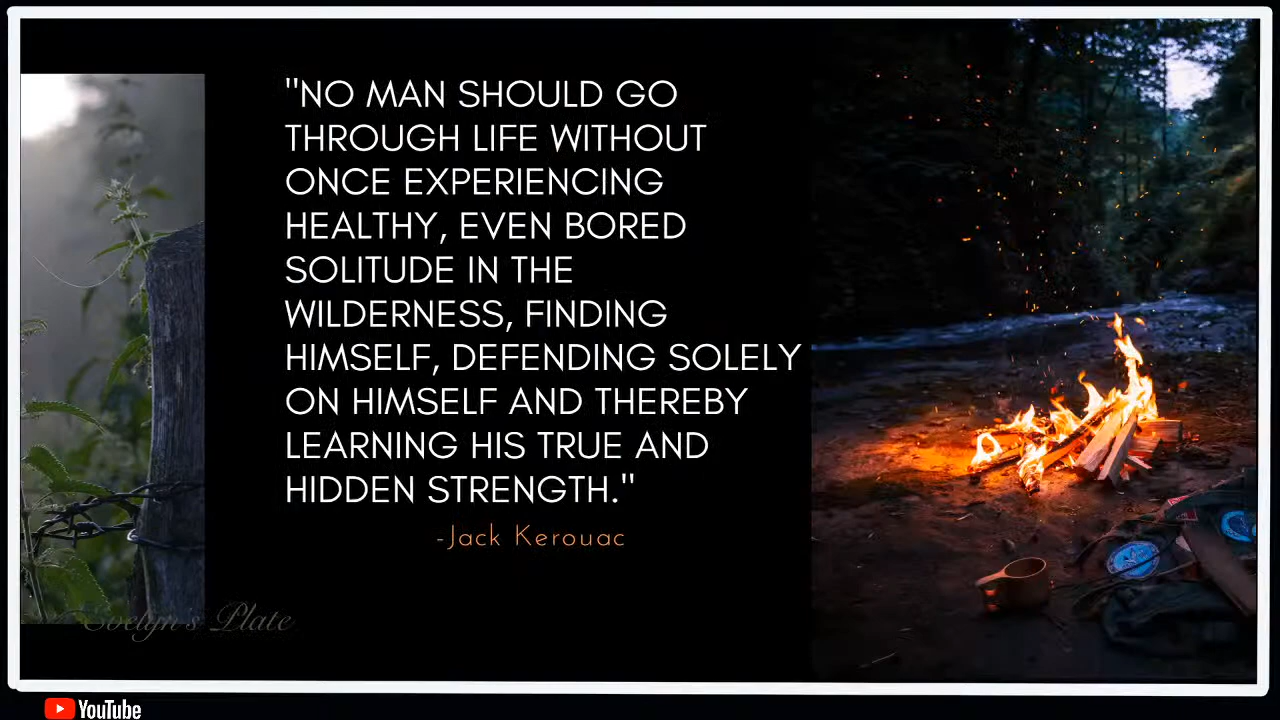 "NO MAN SHOULD GO
THROUGH LIFE WITHOUT
ONCE EXPERIENCING
HEALTHY, EVEN BORED
SOLITUDE IN THE
WILDERNESS, FINDING
HIMSELF, DEFENDING SOLELY
ON HIMSELF AND THEREBY
LEARNING HIS TRUE AND
HIDDEN STRENGTH."
-Jack Kerouac
Evelyn's Plate
YouTube